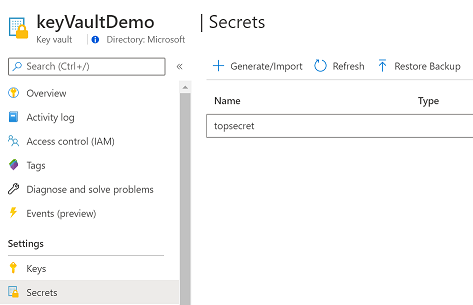 keyVaultDemo | Secrets
Key vault Directory: Microsoft
Search (Ctrl+/) «
Generate/Import Refresh Restore Backup
Overview
Name Type
Activity log
topsecret
Access control (IAM)
Tags
Diagnose and solve problems
Events (preview)
Settings
Keys
Secrets